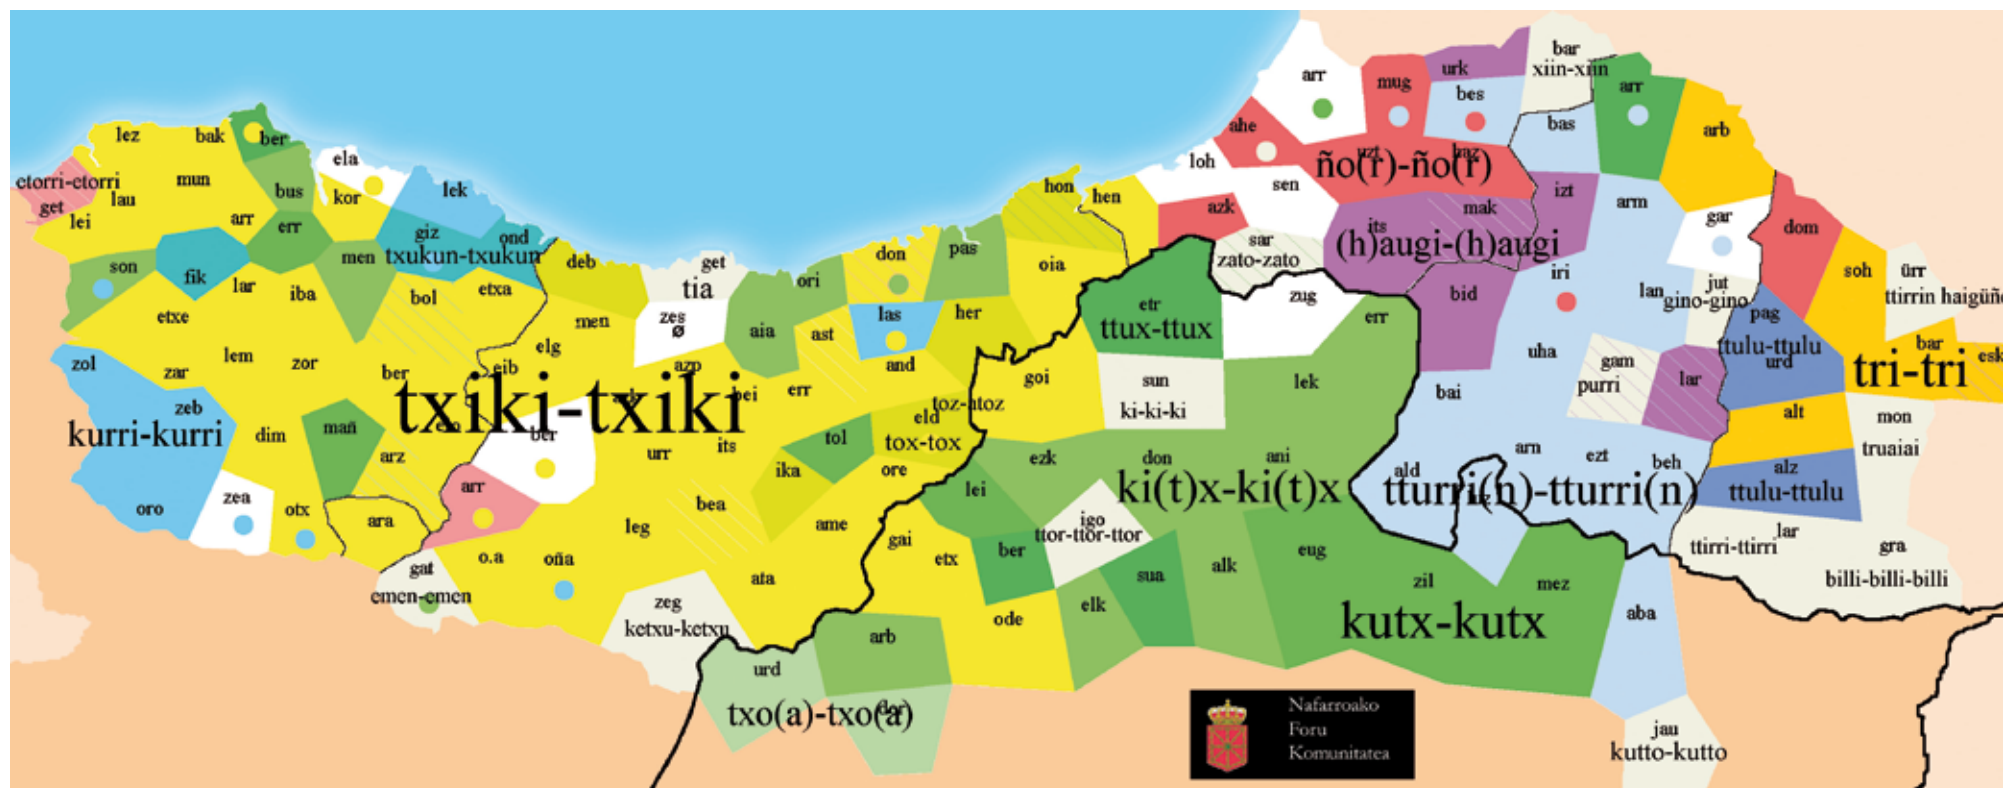 bar
xiin-xiin
arr
mug
urk
bes
arr
arb
lez
bak
ber
ahe
bas
ela
loh
ño(r)-ño(r)
etorri-etorri
get
lau
mun
bus
kor
lek
hon
hen
sen
azk
izt
mak
arm
gar
dom
lei
arr
err
giz
ond
txukun-txukun
men
its
(h)augi-(h)augi
sar
zato-zato
son
fik
lar
iba
bol
etxa
deb
get
tia
ori
don
pas
oia
iri
lan
jut
gino-gino
soh
ürr
ttirrin haigüñ
etxe
lem
zor
men
zes
ø
aia
ast
las
her
etr
ttux-ttux
zug
err
bid
pag
ttulu-ttulu
urd
bar
tri-tri
esk
zol
zar
ber
eib
elg
azp
txiki-txiki
bei
err
and
goi
sun
ki-ki-ki
lek
bai
uha
gam
purri
lar
zeb
kurri-kurri
dim
mañ
arz
ber
urr
its
ika
tol
eld
toz-atoz
tox-tox
ore
ezk
don
ani
ki(t)x-ki(t)x
ald
arn
ezt
beh
tturri(n)-tturri(n)
alt
mon
truaiai
alz
ttulu-ttulu
oro
zea
otx
ara
arr
leg
bea
ame
gai
lei
igo
ttor-ttor-ttor
ttirri-ttirri
lar
gra
billi-billi-billi
gat
emen-emen
o.a
oña
ata
etx
ber
sua
alk
eug
zil
mez
zeg
ketxu-ketxu
ode
elk
kutx-kutx
aba
urd
arb
txo(a)-txo(a)
jau
kutto-kutto
Nafarroako
Foru
Komunitatea